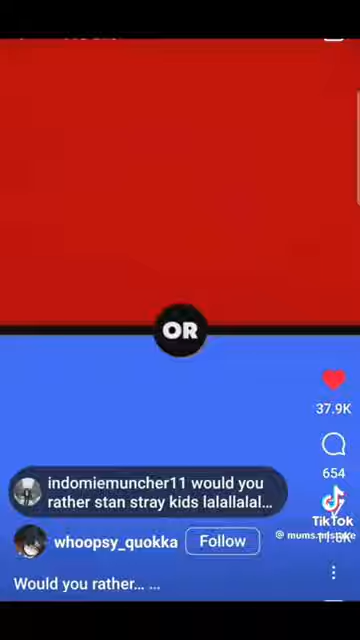 OR
37.9K
indomiemuncher11 would you
rather stan stray kids lalallalal...
654
TikTok
whoopsy_quokka
Follow
Would you rather... ...